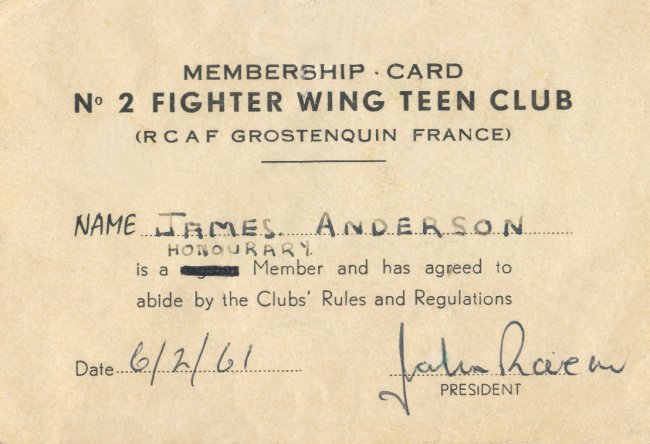 MEMBERSHIP CARD
No 2 FIGHTER WING TEEN CLUB
(RCAF GROSTENQUIN FRANCE)
NAME JAMES. ANDERSON
HONOURARY.
is a Member and has agreed to
abide by the Clubs' Rules and Regulations
Date 6/2/61 John
PRESIDENT